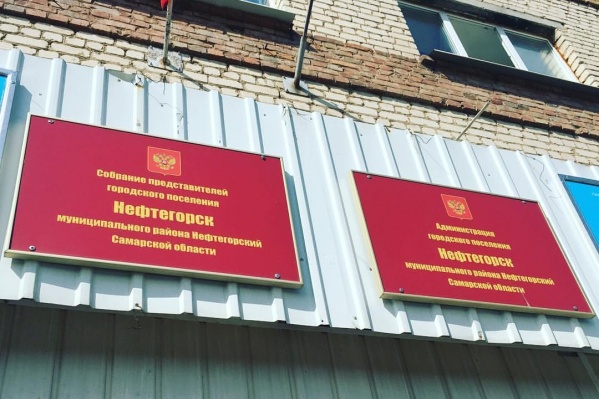 Собрание представителей
городского поселения
Нефтегорск
муниципального района Нефтегорский
Самарской области
Администрация
городского поселения
Нефтегорск
муниципального района Нефтегорский
Самарской области